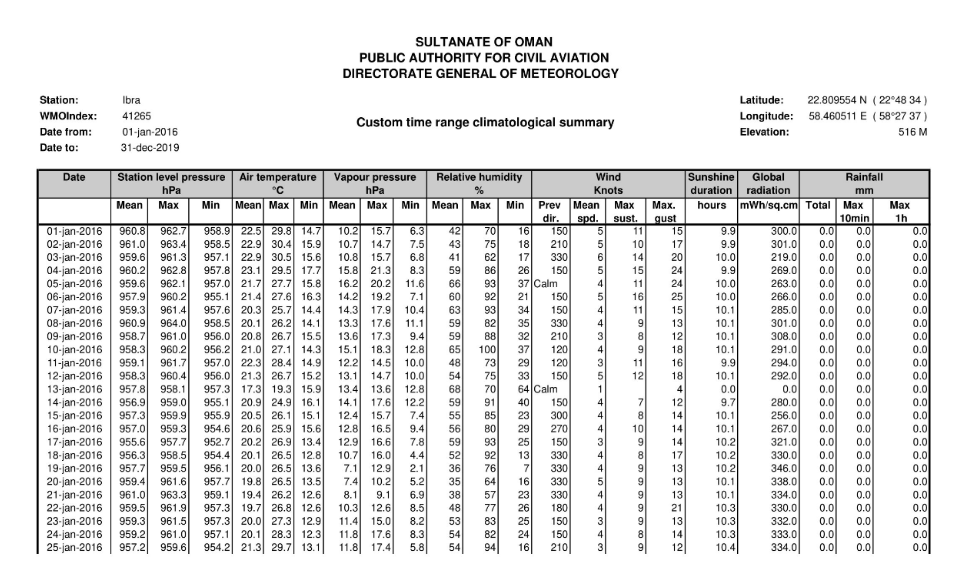 SULTANATE OF OMAN
PUBLIC AUTHORITY FOR CIVIL AVIATION
DIRECTORATE GENERAL OF METEOROLOGY
Station: Ibra
WMOIndex: 41265
Date from: 01-jan-2016
Date to: 31-dec-2019
Custom time range climatological summary
Latitude: 22.809554 N ( 22°48 34 )
Longitude: 58.460511 E ( 58°27 37 )
Elevation: 516 M
Date Station level pressure Air temperature Vapour pressure Relative humidity Wind Sunshine Global Rainfall
hPa °C hPa % Knots duration radiation mm
Mean Max Min Mean Max Min Mean Max Min Mean Max Min Prev Mean Max Max. hours mWh/sq.cm Total Max Max
dir. spd. sust. gust 10min 1h
01-jan-2016 960.8 962.7 958.9 22.5 29.8 14.7 10.2 15.7 6.3 42 70 16 150 5 11 15 9.9 300.0 0.0 0.0 0.0
02-jan-2016 961.0 963.4 958.5 22.9 30.4 15.9 10.7 14.7 7.5 43 75 18 210 5 10 17 9.9 301.0 0.0 0.0 0.0
03-jan-2016 959.6 961.3 957.1 22.9 30.5 15.6 10.8 15.7 6.8 41 62 17 330 6 14 20 10.0 219.0 0.0 0.0 0.0
04-jan-2016 960.2 962.8 957.8 23.1 29.5 17.7 15.8 21.3 8.3 59 86 26 150 5 15 24 9.9 269.0 0.0 0.0 0.0
05-jan-2016 959.6 962.1 957.0 21.7 27.7 15.8 16.2 20.2 11.6 66 93 37 Calm 4 11 24 10.0 263.0 0.0 0.0 0.0
06-jan-2016 957.9 960.2 955.1 21.4 27.6 16.3 14.2 19.2 7.1 60 92 21 150 5 16 25 10.0 266.0 0.0 0.0 0.0
07-jan-2016 959.3 961.4 957.6 20.3 25.7 14.4 14.3 17.9 10.4 63 93 34 150 4 11 15 10.1 285.0 0.0 0.0 0.0
08-jan-2016 960.9 964.0 958.5 20.1 26.2 14.1 13.3 17.6 11.1 59 82 35 330 4 9 13 10.1 301.0 0.0 0.0 0.0
09-jan-2016 958.7 961.0 956.0 20.8 26.7 15.5 13.6 17.3 9.4 59 88 32 210 3 8 12 10.1 308.0 0.0 0.0 0.0
10-jan-2016 958.3 960.2 956.2 21.0 27.1 14.3 15.1 18.3 12.8 65 100 37 120 4 9 18 10.1 291.0 0.0 0.0 0.0
11-jan-2016 959.1 961.7 957.0 22.3 28.4 14.9 12.2 14.5 10.0 48 73 29 120 3 11 16 9.9 294.0 0.0 0.0 0.0
12-jan-2016 958.3 960.4 956.0 21.3 26.7 15.2 13.1 14.7 10.0 54 75 33 150 5 12 18 10.1 292.0 0.0 0.0 0.0
13-jan-2016 957.8 958.1 957.3 17.3 19.3 15.9 13.4 13.6 12.8 68 70 64 Calm 1 4 0.0 0.0 0.0 0.0 0.0
14-jan-2016 956.9 959.0 955.1 20.9 24.9 16.1 14.1 17.6 12.2 59 91 40 150 4 7 12 9.7 280.0 0.0 0.0 0.0
15-jan-2016 957.3 959.9 955.9 20.5 26.1 15.1 12.4 15.7 7.4 55 85 23 300 4 8 14 10.1 256.0 0.0 0.0 0.0
16-jan-2016 957.0 959.3 954.6 20.6 25.9 15.6 12.8 16.5 9.4 56 80 29 270 4 10 14 10.1 267.0 0.0 0.0 0.0
17-jan-2016 955.6 957.7 952.7 20.2 26.9 13.4 12.9 16.6 7.8 59 93 25 150 3 9 14 10.2 321.0 0.0 0.0 0.0
18-jan-2016 956.3 958.5 954.4 20.1 26.5 12.8 10.7 16.0 4.4 52 92 13 330 4 8 17 10.2 330.0 0.0 0.0 0.0
19-jan-2016 957.7 959.5 956.1 20.0 26.5 13.6 7.1 12.9 2.1 36 76 7 330 4 9 13 10.2 346.0 0.0 0.0 0.0
20-jan-2016 959.4 961.6 957.7 19.8 26.5 13.5 7.4 10.2 5.2 35 64 16 330 5 9 13 10.1 338.0 0.0 0.0 0.0
21-jan-2016 961.0 963.3 959.1 19.4 26.2 12.6 8.1 9.1 6.9 38 57 23 330 4 9 13 10.1 334.0 0.0 0.0 0.0
22-jan-2016 959.5 961.9 957.3 19.7 26.8 12.6 10.3 12.6 8.5 48 77 26 180 4 9 21 10.3 330.0 0.0 0.0 0.0
23-jan-2016 959.3 961.5 957.3 20.0 27.3 12.9 11.4 15.0 8.2 53 83 25 150 3 9 13 10.3 332.0 0.0 0.0 0.0
24-jan-2016 959.2 961.0 957.1 20.1 28.3 12.3 11.8 17.6 8.3 54 82 24 150 4 8 14 10.3 333.0 0.0 0.0 0.0
25-jan-2016 957.2 959.6 954.2 21.3 29.7 13.1 11.8 17.4 5.8 54 94 16 210 3 9 12 10.4 334.0 0.0 0.0 0.0